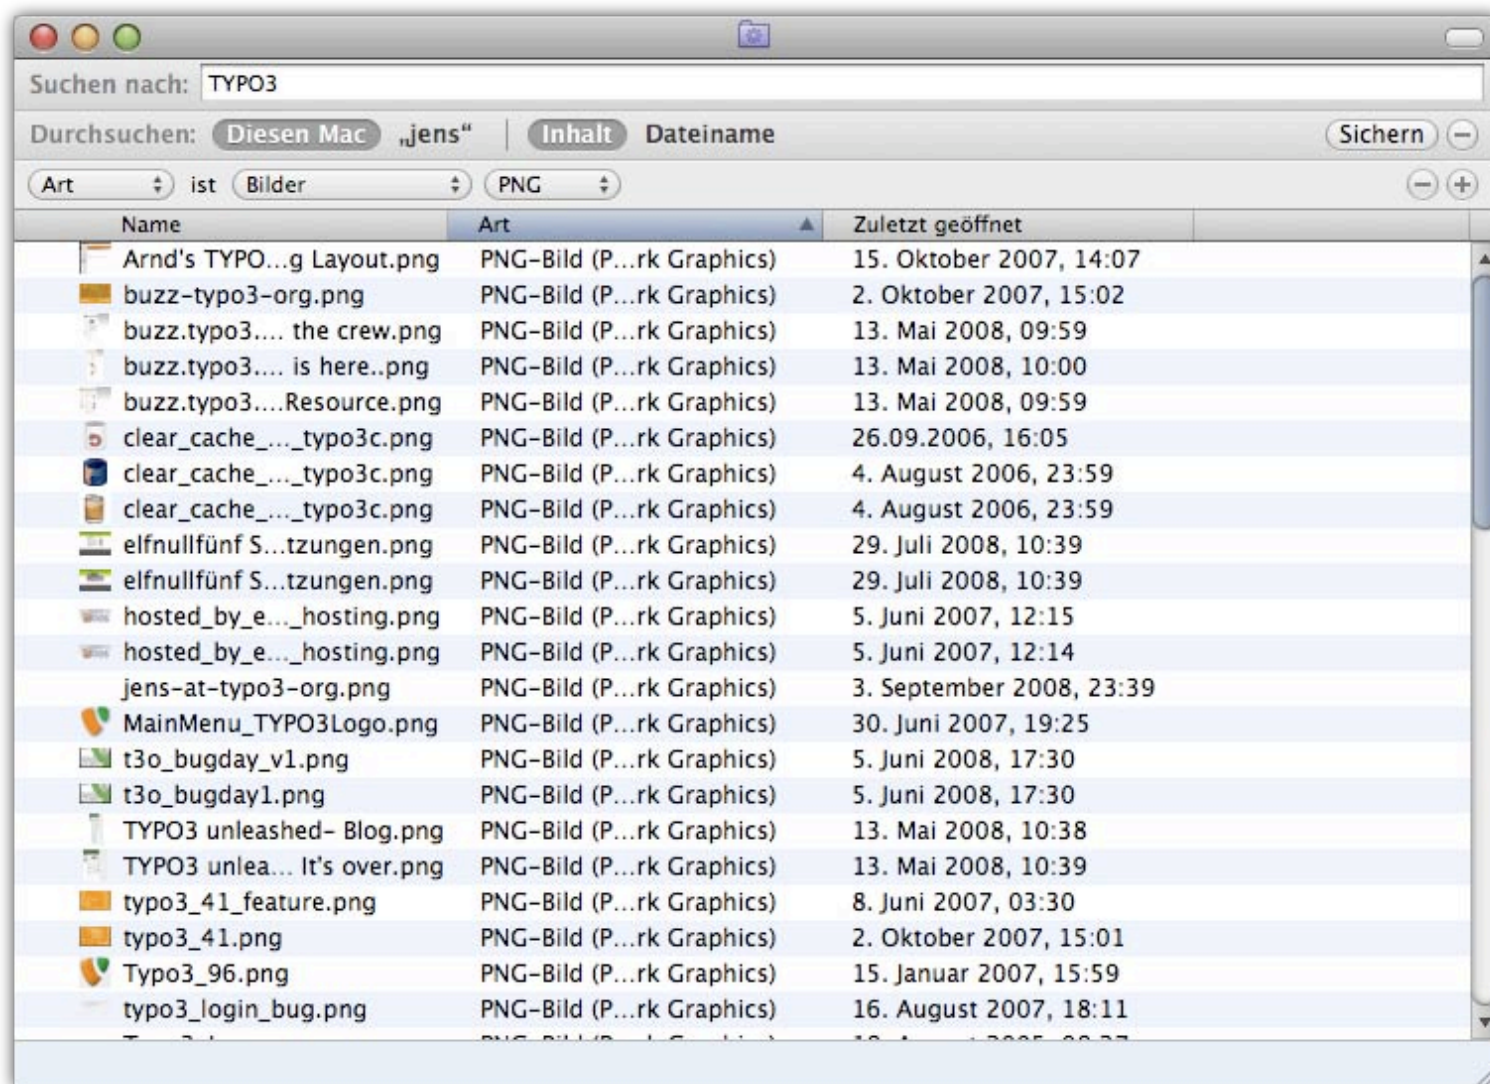 Suchen nach: TYPO3
Durchsuchen: Diesen Mac „jens“ Inhalt Dateiname Sichern
Art ist Bilder PNG
Name Art Zuletzt geöffnet
Arnd's TYPO...g Layout.png PNG-Bild (P...rk Graphics) 15. Oktober 2007, 14:07
buzz-typo3-org.png PNG-Bild (P...rk Graphics) 2. Oktober 2007, 15:02
buzz.typo3.... the crew.png PNG-Bild (P...rk Graphics) 13. Mai 2008, 09:59
buzz.typo3.... is here..png PNG-Bild (P...rk Graphics) 13. Mai 2008, 10:00
buzz.typo3....Resource.png PNG-Bild (P...rk Graphics) 13. Mai 2008, 09:59
clear_cache_..._typo3c.png PNG-Bild (P...rk Graphics) 26.09.2006, 16:05
clear_cache_..._typo3c.png PNG-Bild (P...rk Graphics) 4. August 2006, 23:59
clear_cache_..._typo3c.png PNG-Bild (P...rk Graphics) 4. August 2006, 23:59
elfnullfünf S...tzungen.png PNG-Bild (P...rk Graphics) 29. Juli 2008, 10:39
elfnullfünf S...tzungen.png PNG-Bild (P...rk Graphics) 29. Juli 2008, 10:39
hosted_by_e..._hosting.png PNG-Bild (P...rk Graphics) 5. Juni 2007, 12:15
hosted_by_e..._hosting.png PNG-Bild (P...rk Graphics) 5. Juni 2007, 12:14
jens-at-typo3-org.png PNG-Bild (P...rk Graphics) 3. September 2008, 23:39
MainMenu_TYPO3Logo.png PNG-Bild (P...rk Graphics) 30. Juni 2007, 19:25
t3o_bugday_v1.png PNG-Bild (P...rk Graphics) 5. Juni 2008, 17:30
t3o_bugday1.png PNG-Bild (P...rk Graphics) 5. Juni 2008, 17:30
TYPO3 unleashed- Blog.png PNG-Bild (P...rk Graphics) 13. Mai 2008, 10:38
TYPO3 unlea... It's over.png PNG-Bild (P...rk Graphics) 13. Mai 2008, 10:39
typo3_41_feature.png PNG-Bild (P...rk Graphics) 8. Juni 2007, 03:30
typo3_41.png PNG-Bild (P...rk Graphics) 2. Oktober 2007, 15:01
Typo3_96.png PNG-Bild (P...rk Graphics) 15. Januar 2007, 15:59
typo3_login_bug.png PNG-Bild (P...rk Graphics) 16. August 2007, 18:11